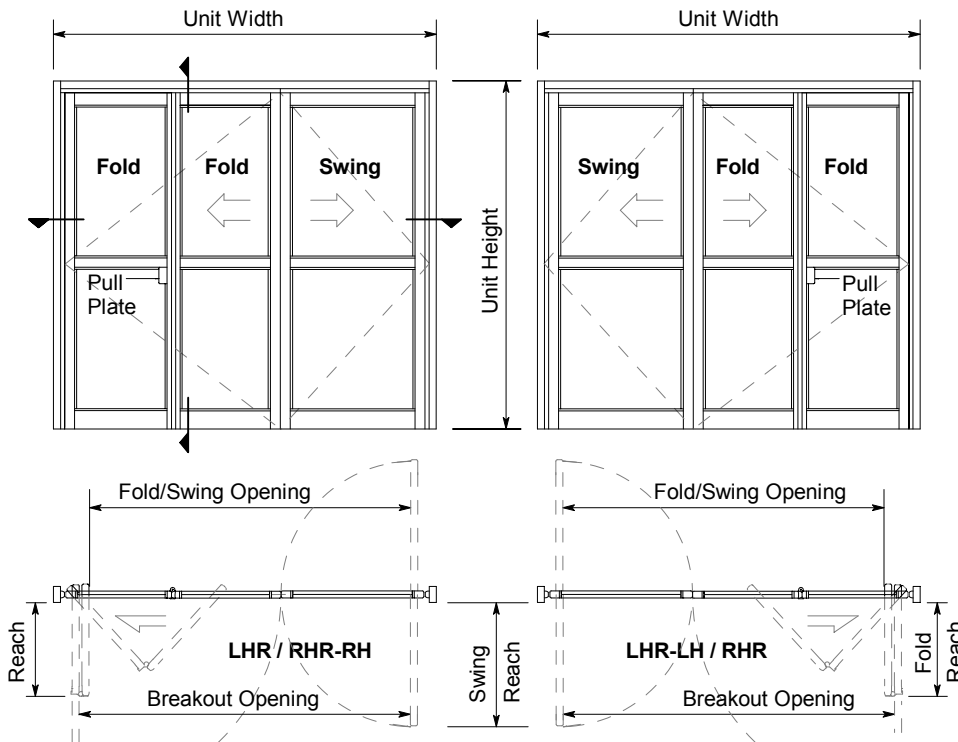 Unit Width
Unit Width
Fold
Fold
Swing
Swing
Fold
Fold
Pull
Plate
Unit Height
Pull
Plate
Fold/Swing Opening
Fold/Swing Opening
Reach
LHR / RHR-RH
Swing
Reach
LHR-LH / RHR
Fold
Reach
Breakout Opening
Breakout Opening